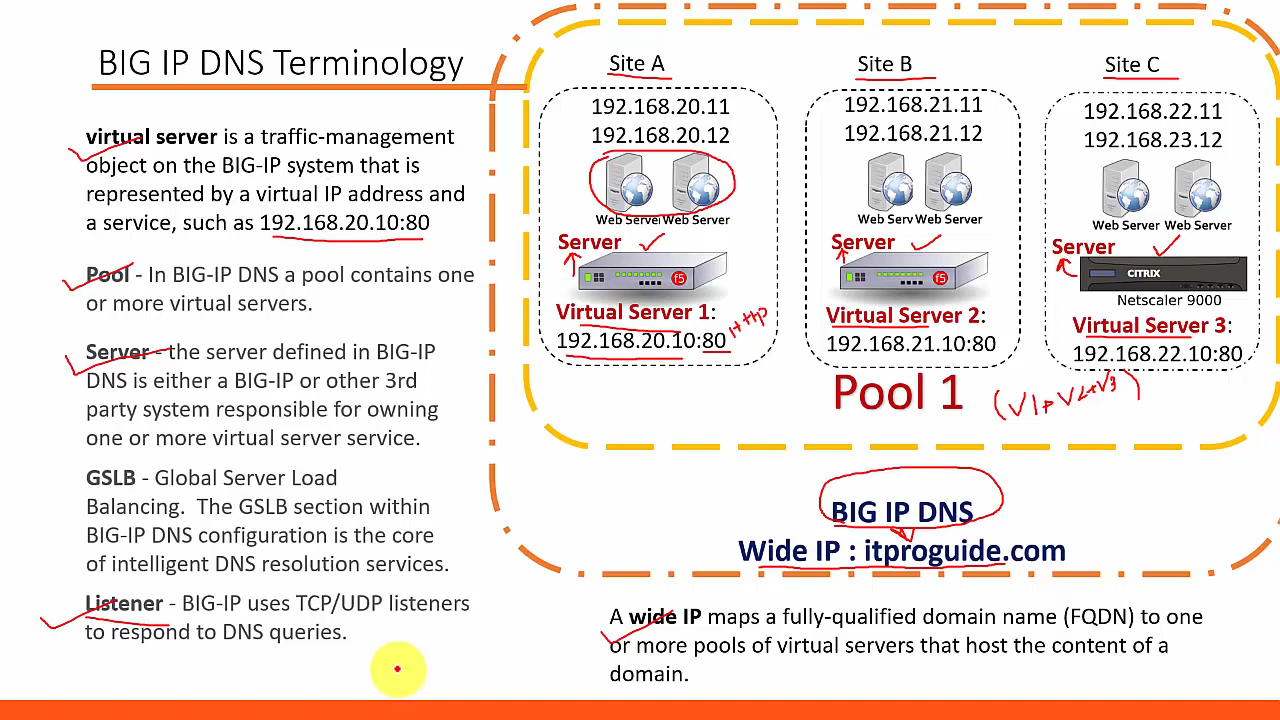 BIG IP DNS Terminology
virtual server is a traffic-management
object on the BIG-IP system that is
represented by a virtual IP address and
a service, such as 192.168.20.10:80
Pool - In BIG-IP DNS a pool contains one
or more virtual servers.
Server - the server defined in BIG-IP
DNS is either a BIG-IP or other 3rd
party system responsible for owning
one or more virtual server service.
GSLB - Global Server Load
Balancing. The GSLB section within
BIG-IP DNS configuration is the core
of intelligent DNS resolution services.
Listener - BIG-IP uses TCP/UDP listeners
to respond to DNS queries.
Site A
192.168.20.11
192.168.20.12
Web Server Web Server
Server
f5
Virtual Server 1:
192.168.20.10:80
http
Site B
192.168.21.11
192.168.21.12
Web Serv Web Server
Server
f5
Virtual Server 2:
192.168.21.10:80
Site C
192.168.22.11
192.168.23.12
Web Server Web Server
Server
CITRIX
Netscaler 9000
Virtual Server 3:
192.168.22.10:80
Pool 1
(V1+V2+V3)
BIG IP DNS
Wide IP : itproguide.com
A wide IP maps a fully-qualified domain name (FQDN) to one
or more pools of virtual servers that host the content of a
domain.